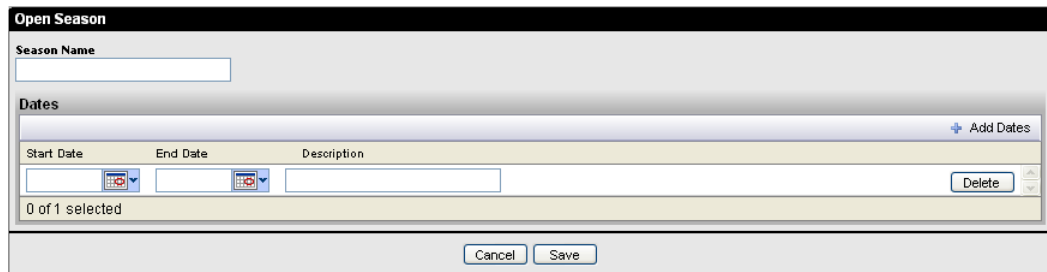 Open Season
Season Name
Dates
Add Dates
Start Date End Date Description
Delete
0 of 1 selected
Cancel Save